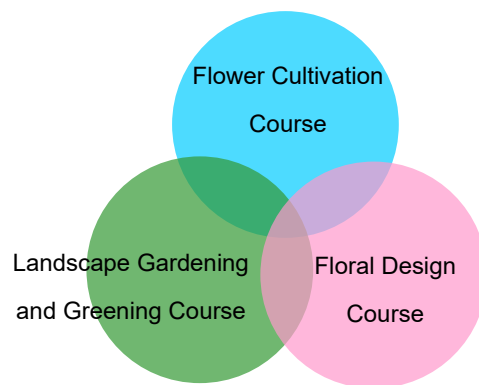 Flower Cultivation
Course
Landscape Gardening
and Greening Course
Floral Design
Course